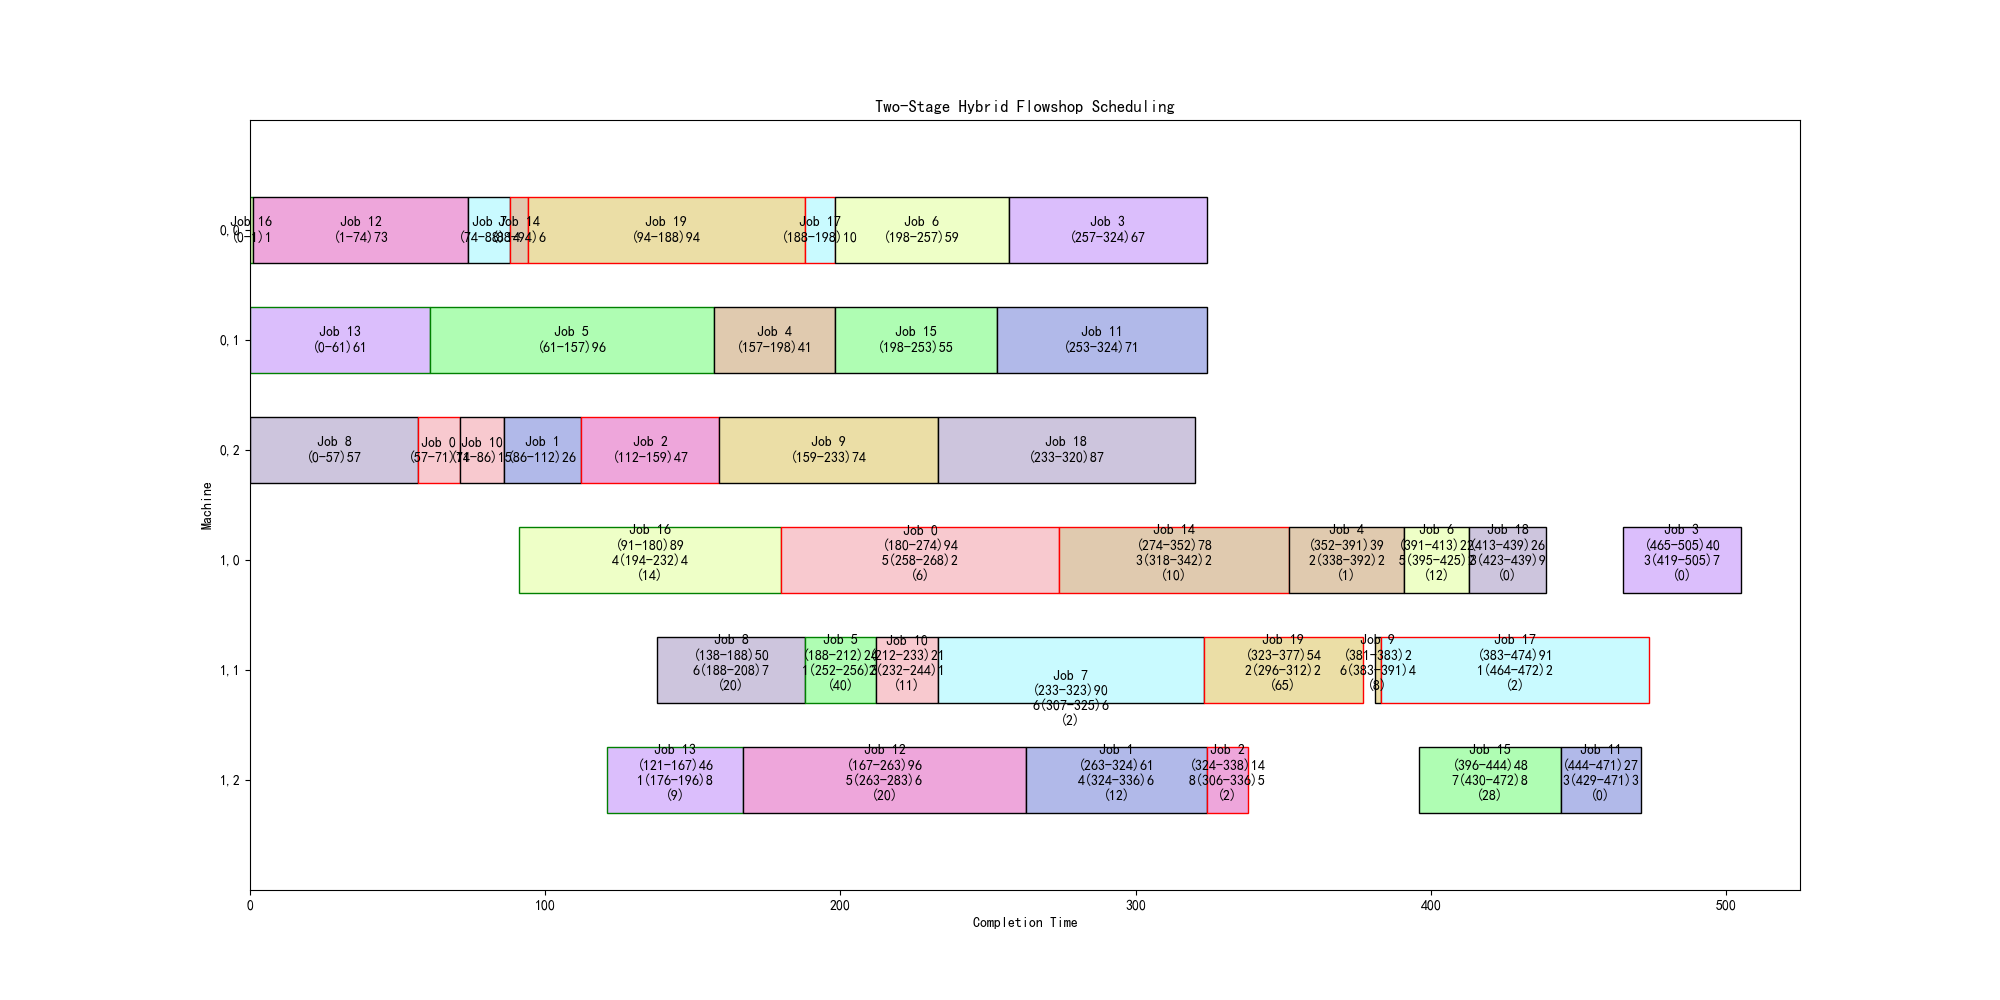 Two-Stage Hybrid Flowshop Scheduling
Machine
0,0
Job 16
(0-1)1
Job 12
(1-74)73
Job 7
(74-88)14
Job 14
(88-94)6
Job 19
(94-188)94
Job 17
(188-198)10
Job 6
(198-257)59
Job 3
(257-324)67
0,1
Job 13
(0-61)61
Job 5
(61-157)96
Job 4
(157-198)41
Job 15
(198-253)55
Job 11
(253-324)71
0,2
Job 8
(0-57)57
Job 0
(57-71)14
Job 10
(71-86)15
Job 1
(86-112)26
Job 2
(112-159)47
Job 9
(159-233)74
Job 18
(233-320)87
1,0
Job 16
(91-180)89
4(194-232)4
(14)
Job 0
(180-274)94
5(258-268)2
(6)
Job 14
(274-352)78
3(318-342)2
(10)
Job 4
(352-391)39
2(338-392)2
(1)
Job 6
(391-413)22
5(395-425)
(12)
Job 18
(413-439)26
(423-439)9
(0)
Job 3
(465-505)40
3(419-505)7
(0)
1,1
Job 8
(138-188)50
6(188-208)7
(20)
Job 5
(188-212)24
1(252-256)
(40)
Job 10
(212-233)21
(232-244)1
(11)
Job 7
(233-323)90
6(307-325)6
(2)
Job 19
(323-377)54
2(296-312)2
(65)
Job 9
(381-383)2
6(383-391)4
(8)
Job 17
(383-474)91
1(464-472)2
(2)
1,2
Job 13
(121-167)46
1(176-196)8
(9)
Job 12
(167-263)96
5(263-283)6
(20)
Job 1
(263-324)61
4(324-336)6
(12)
Job 2
(324-338)14
8(306-336)5
(2)
Job 15
(396-444)48
7(430-472)8
(28)
Job 11
(444-471)27
3(429-471)3
(0)
0
100
200
300
400
500
Completion Time